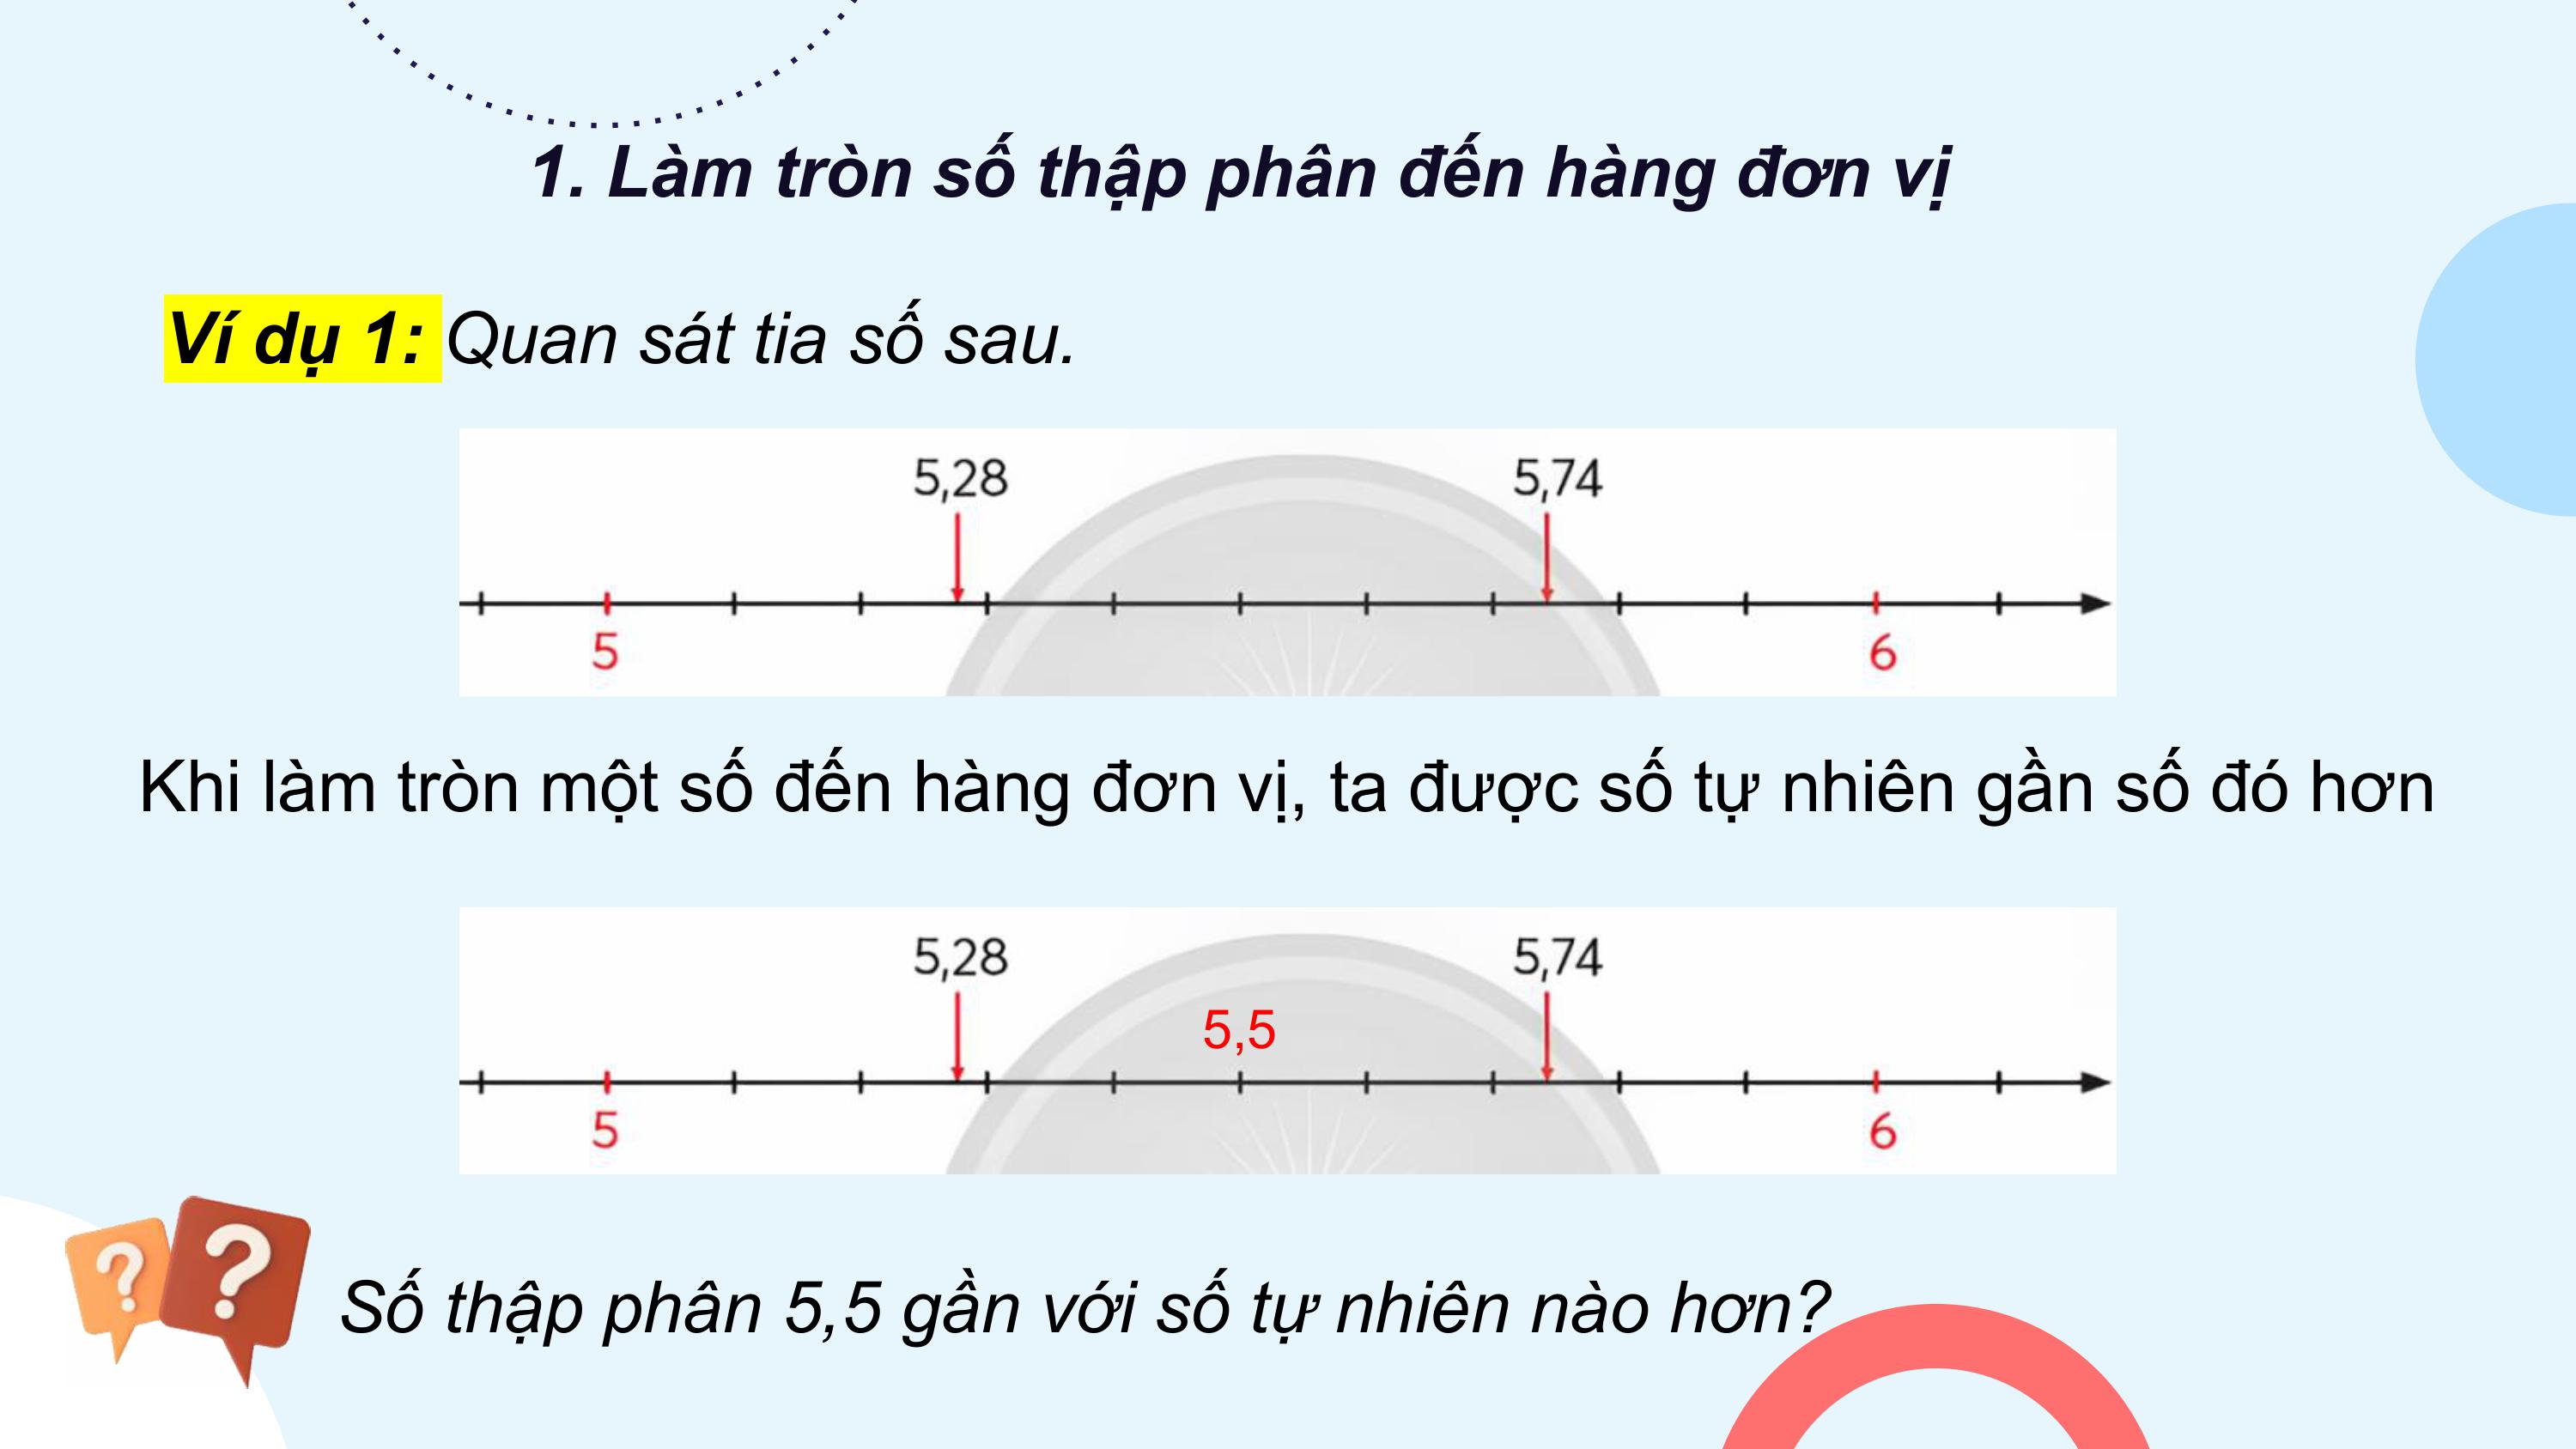 1. Làm tròn số thập phân đến hàng đơn vị
Ví dụ 1: Quan sát tia số sau.
5,28 5,74
5 6
Khi làm tròn một số đến hàng đơn vị, ta được số tự nhiên gần số đó hơn
5,28 5,74
5,5
5 6
? ?
Số thập phân 5,5 gần với số tự nhiên nào hơn?